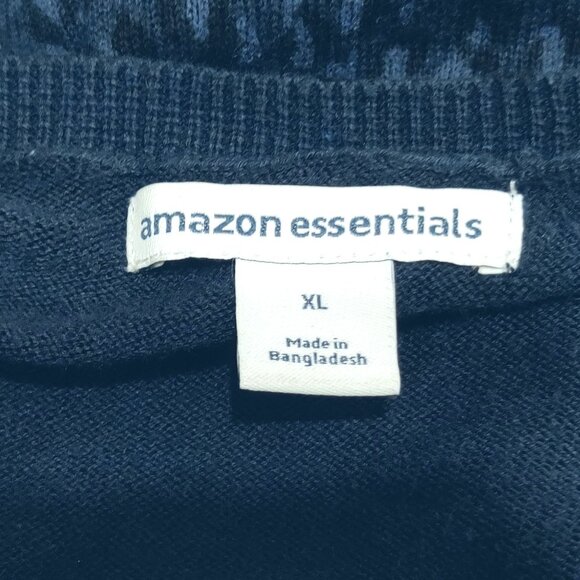 amazon essentials
XL
Made in
Bangladesh